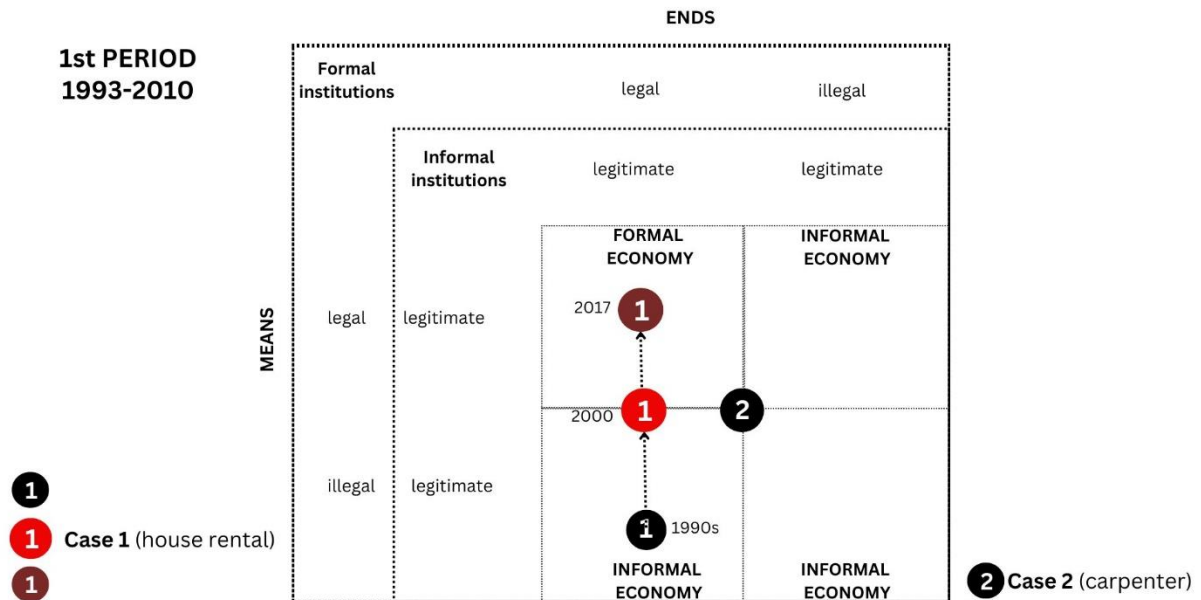 ENDS
1st PERIOD
1993-2010
Formal
institutions
legal
illegal
Informal
institutions
legitimate
legitimate
FORMAL
ECONOMY
INFORMAL
ECONOMY
MEANS
legal
legitimate
2017
1
2000
1
2
illegal
legitimate
1
1990s
INFORMAL
ECONOMY
INFORMAL
ECONOMY
1
1
Case 1 (house rental)
1
2
Case 2 (carpenter)